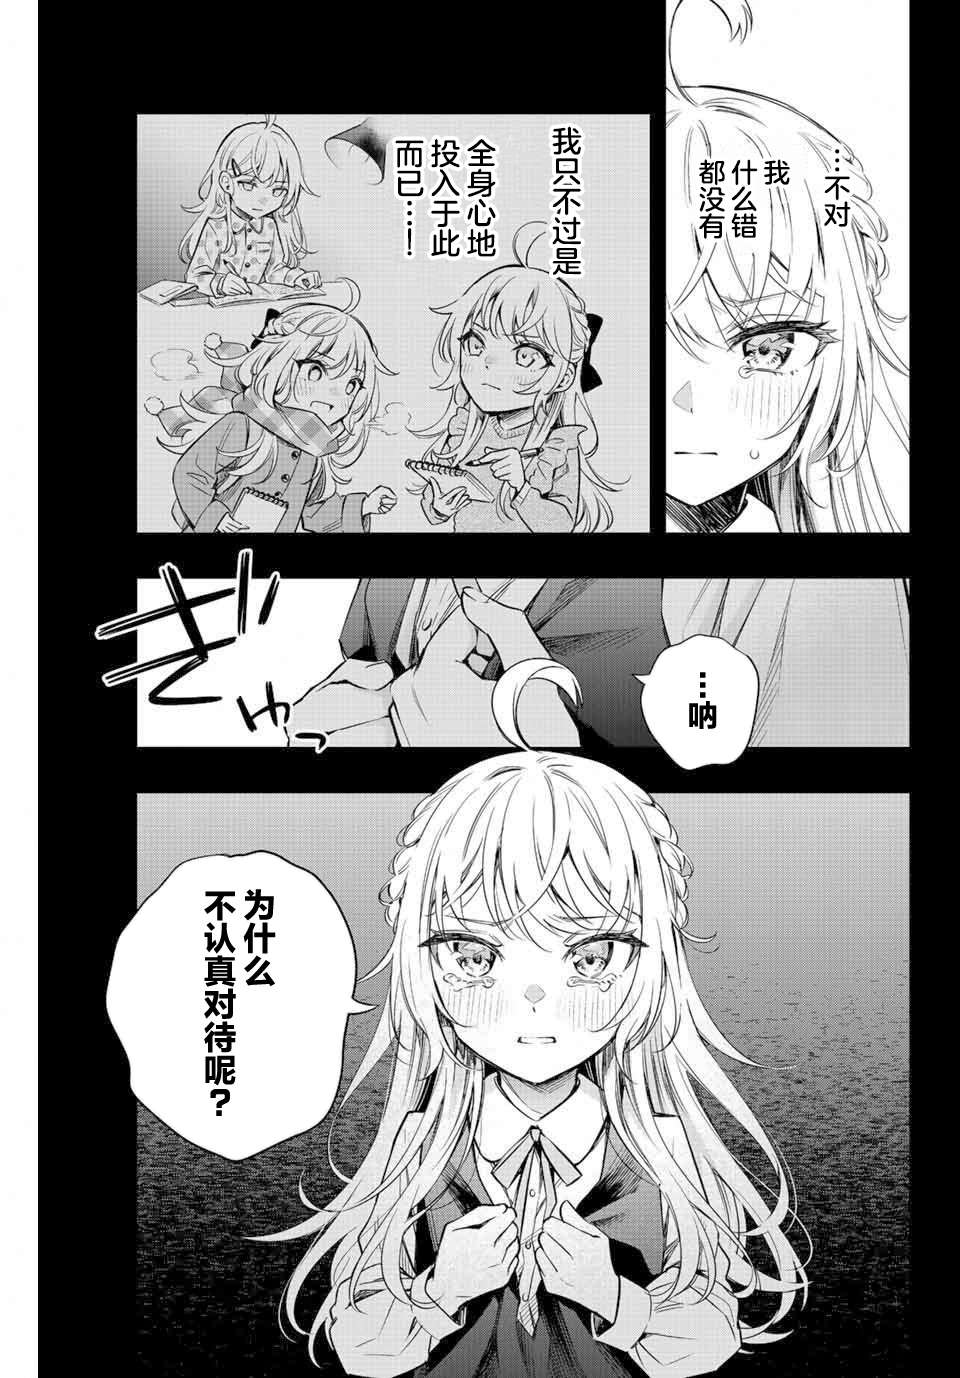 …不对
我
什么错
都没有
我只不过是
全身心地
投入于此
而已…！
…呐
ぎゅっ
为什么
不认真对待呢？